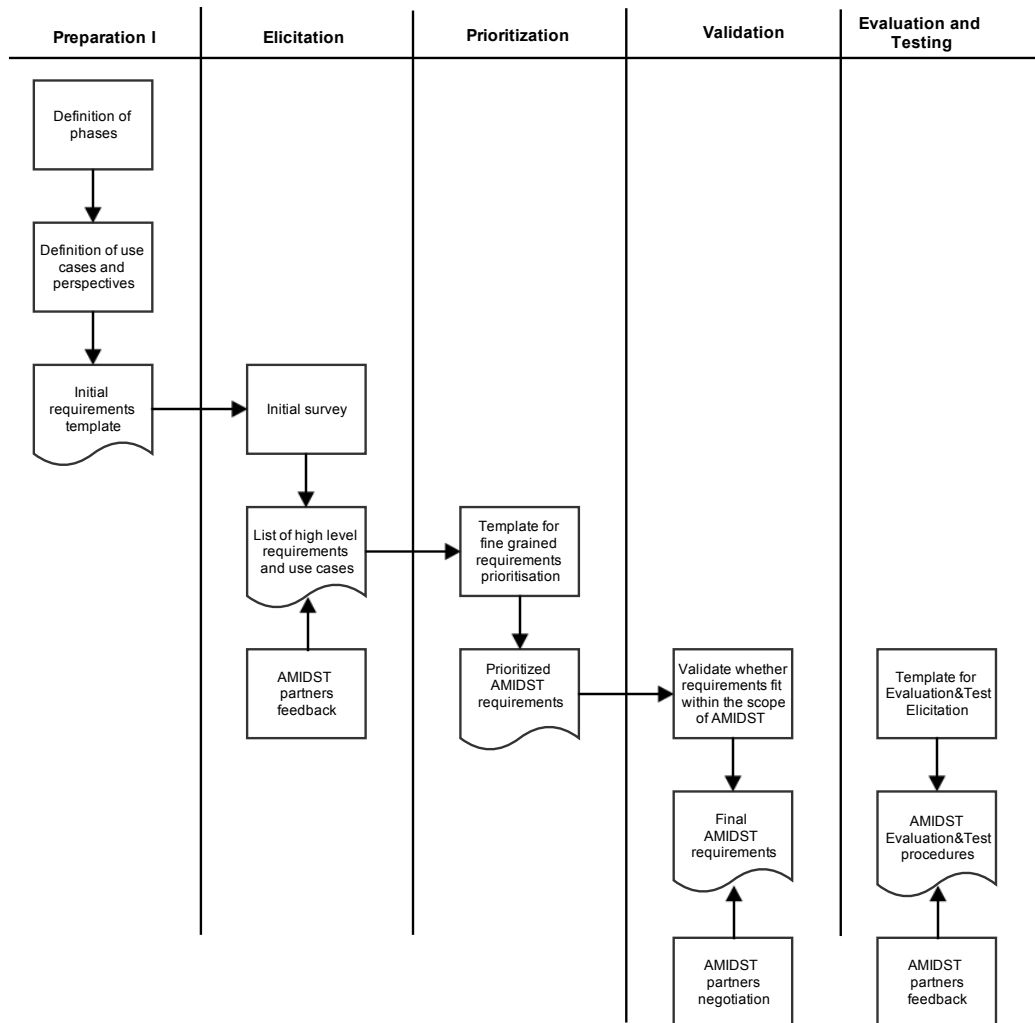 Preparation I
Elicitation
Prioritization
Validation
Evaluation and
Testing
Definition of
phases
Definition of use
cases and
perspectives
Initial
requirements
template
Initial survey
List of high level
requirements
and use cases
AMIDST
partners
feedback
Template for
fine grained
requirements
prioritisation
Prioritized
AMIDST
requirements
Validate whether
requirements fit
within the scope
of AMIDST
Final
AMIDST
requirements
AMIDST
partners
negotiation
Template for
Evaluation&Test
Elicitation
AMIDST
Evaluation&Test
procedures
AMIDST
partners
feedback